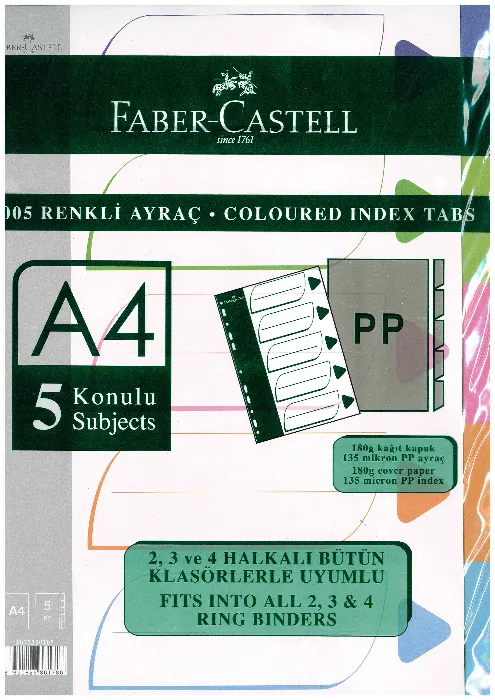 FABER-CASTELL
FABER-CASTELL
since 1761
005 RENKLİ AYRAÇ • COLOURED INDEX TABS
A4
5 Konulu
Subjects
PP
180g kağıt kapak
135 mikron PP ayraç
180g cover paper
135 micron PP index
2, 3 ve 4 HALKALI BÜTÜN
KLASÖRLERLE UYUMLU
FITS INTO ALL 2, 3 & 4
RING BINDERS
A4
5
PP